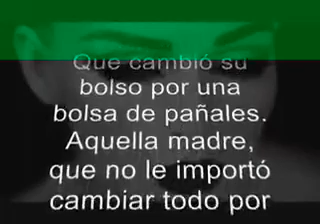 Que cambió su
bolso por una
bolsa de pañales.
Aquella madre,
que no le importó
cambiar todo por